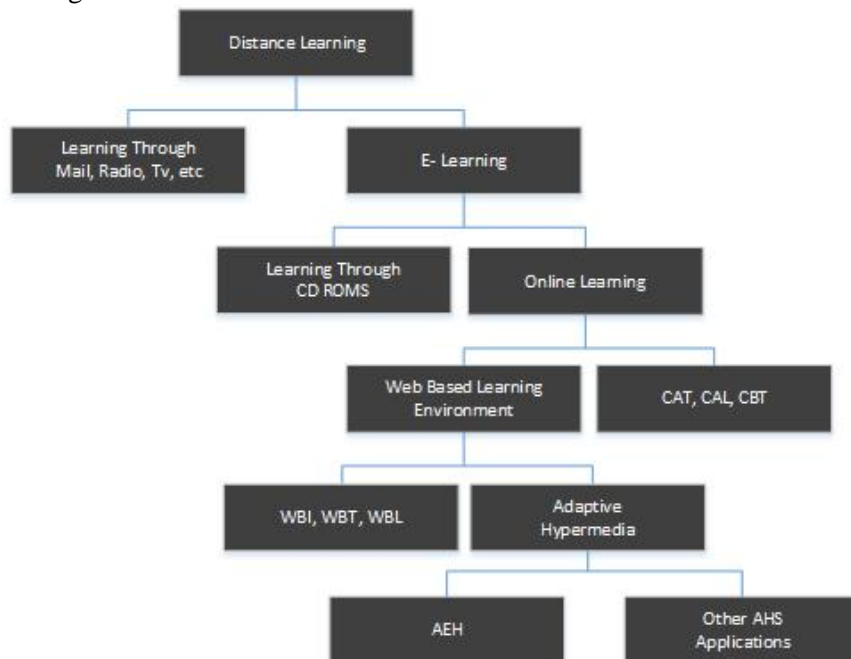 Distance Learning
Learning Through
Mail, Radio, Tv, etc
E- Learning
Learning Through
CD ROMS
Online Learning
Web Based Learning
Environment
CAT, CAL, CBT
WBI, WBT, WBL
Adaptive
Hypermedia
AEH
Other AHS
Applications